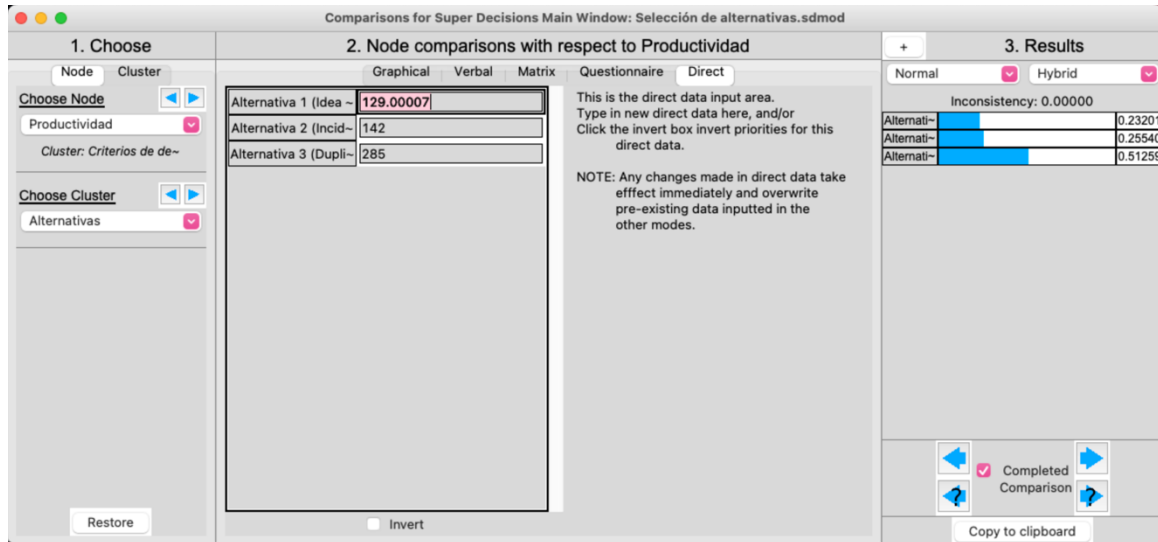 Comparisons for Super Decisions Main Window: Selección de alternativas.sdmod
1. Choose
Node Cluster
Choose Node
Productividad
Cluster: Criterios de de~
Choose Cluster
Alternativas
Restore
2. Node comparisons with respect to Productividad
Graphical Verbal Matrix Questionnaire Direct
Alternativa 1 (Idea ~ 129.00007
Alternativa 2 (Incid~ 142
Alternativa 3 (Dupli~ 285
This is the direct data input area.
Type in new direct data here, and/or
Click the invert box invert priorities for this
direct data.
NOTE: Any changes made in direct data take
efffect immediately and overwrite
pre-existing data inputted in the
other modes.
Invert
+ 3. Results
Normal Hybrid
Inconsistency: 0.00000
Alternati~ 0.23201
Alternati~ 0.25540
Alternati~ 0.51259
Completed
Comparison
? ?
Copy to clipboard